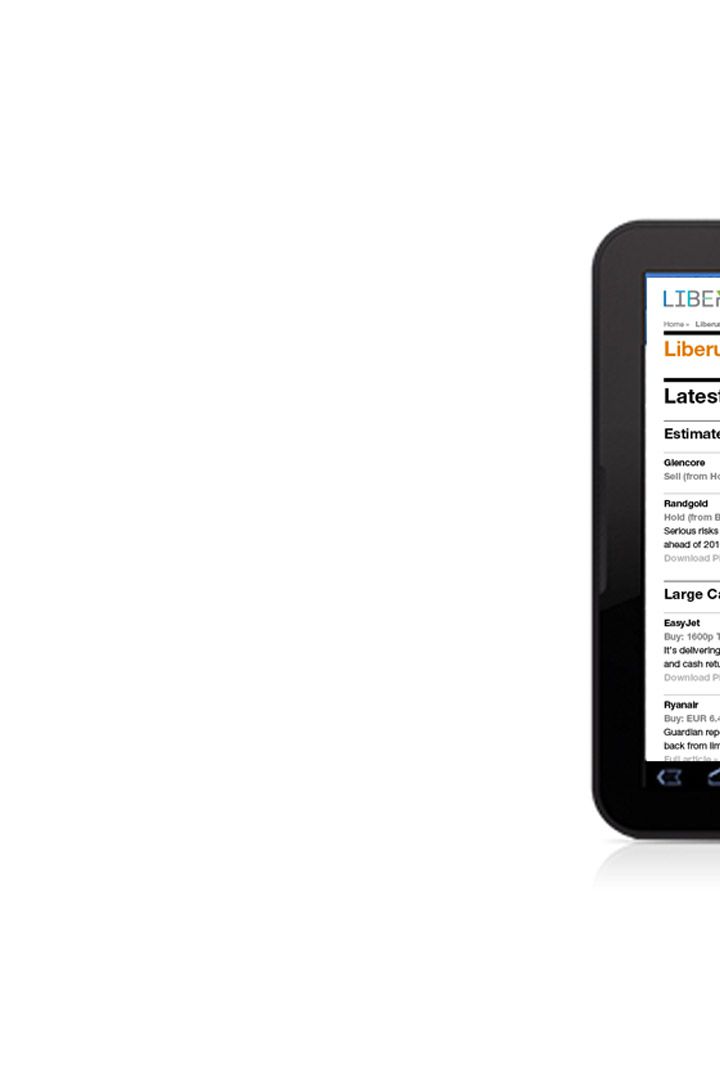 LIBER
Home » Liberu
Liberu
Latest
Estimate
Glencore
Sell (from Ho
Randgold
Hold (from B
Serious risks
ahead of 201
Download P
Large Ca
EasyJet
Buy: 1600p T
It's delivering
and cash retu
Download P
Ryanair
Buy: EUR 6.4
Guardian rep
back from lim
Full article »